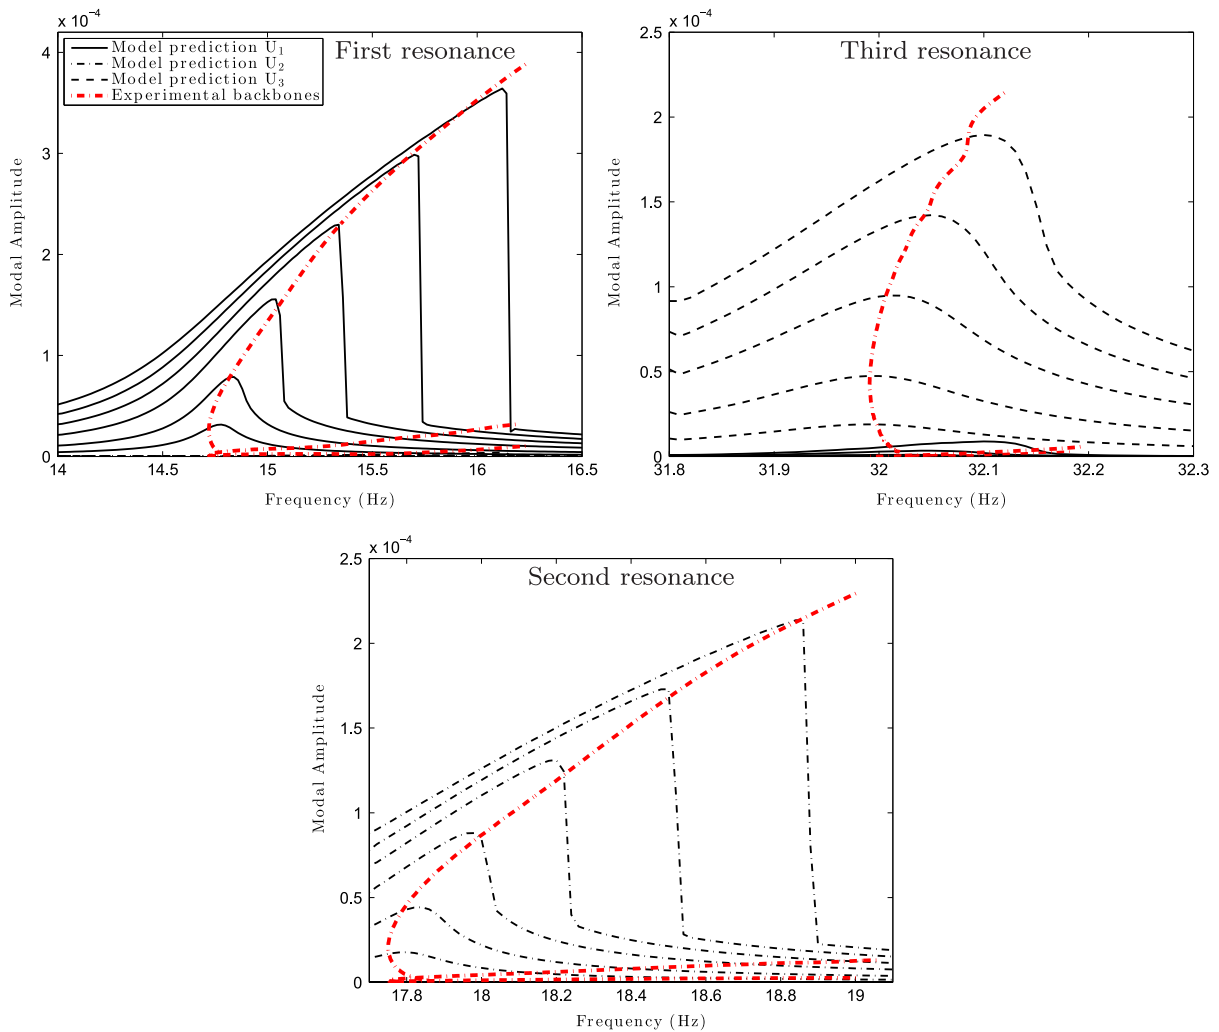 x 10⁻⁴
First resonance
Model prediction U₁
Model prediction U₂
Model prediction U₃
Experimental backbones
4
3
2
1
0
Modal Amplitude
14 14.5 15 15.5 16 16.5
Frequency (Hz)
x 10⁻⁴
Third resonance
2.5
2
1.5
1
0.5
0
Modal Amplitude
31.8 31.9 32 32.1 32.2 32.3
Frequency (Hz)
x 10⁻⁴
Second resonance
2.5
2
1.5
1
0.5
0
Modal Amplitude
17.8 18 18.2 18.4 18.6 18.8 19
Frequency (Hz)